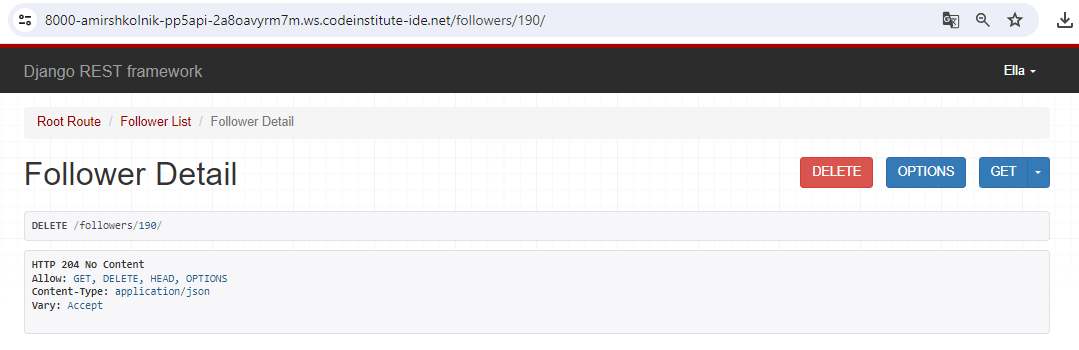 8000-amirshkolnik-pp5api-2a8oavyrm7m.ws.codeinstitute-ide.net/followers/190/
Django REST framework
Ella
Root Route / Follower List / Follower Detail
Follower Detail
DELETE
OPTIONS
GET
DELETE /followers/190/
HTTP 204 No Content
Allow: GET, DELETE, HEAD, OPTIONS
Content-Type: application/json
Vary: Accept